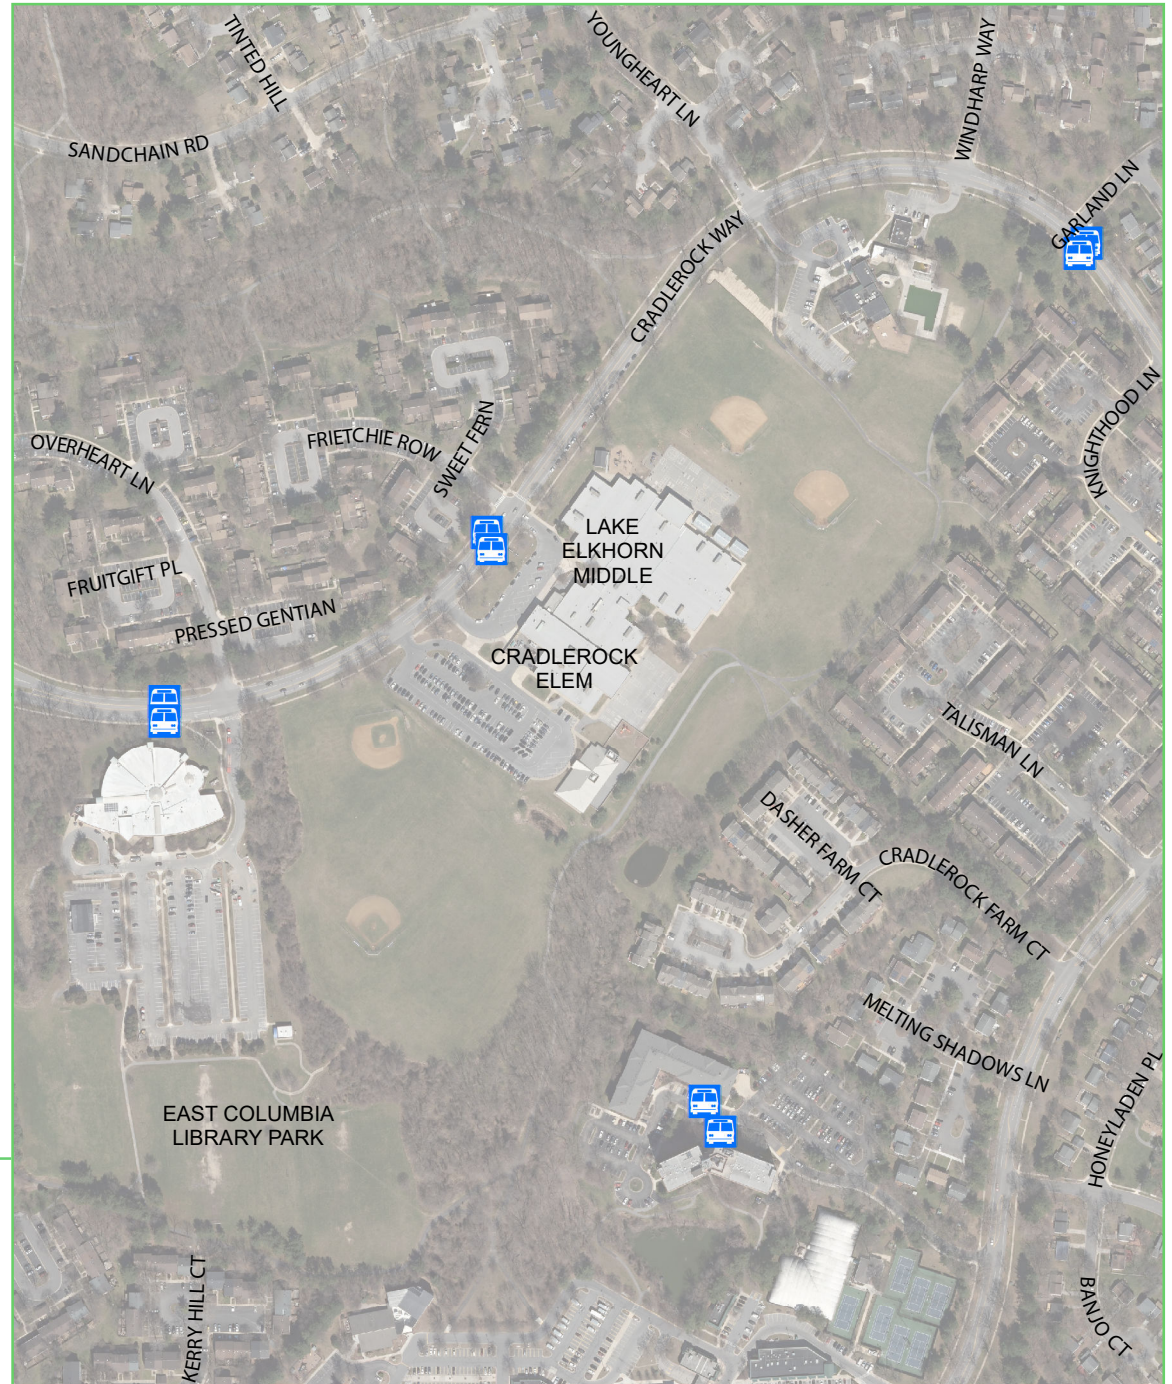 TINTED HILL
YOUNGHEART LN
WINDHARP WAY
SANDCHAIN RD
GARLAND LN
CRADLEROCK WAY
KNIGHTHOOD LN
OVERHEART LN
FRIETCHIE ROW
SWEET FERN
LAKE
ELKHORN
MIDDLE
FRUITGIFT PL
PRESSED GENTIAN
CRADLEROCK
ELEM
TALISMAN LN
DASHER FARM CT
CRADLEROCK FARM CT
MELTING SHADOWS LN
HONEYLADEN PL
EAST COLUMBIA
LIBRARY PARK
KERRY HILL CT
BANJO CT